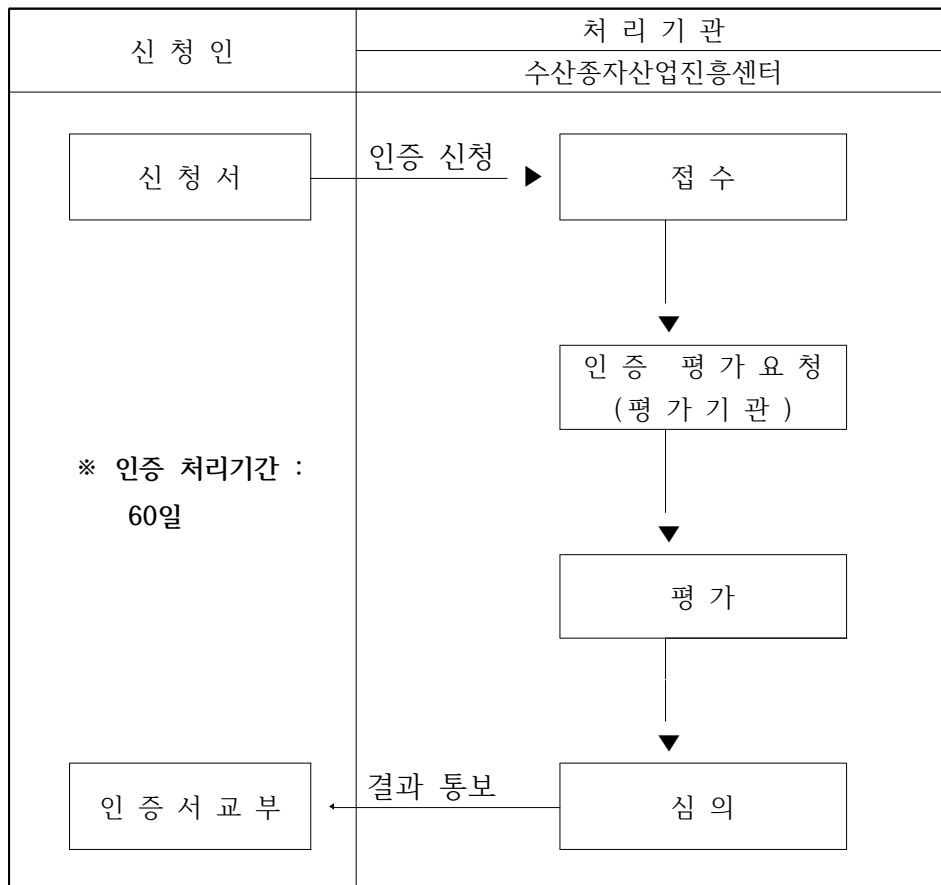 신 청 인
처 리 기 관
수산종자산업진흥센터
신 청 서
인증 신청
접 수
인 증 평 가 요 청
( 평 가 기 관 )
※ 인증 처리기간 :
60일
평 가
인 증 서 교 부
결과 통보
심 의